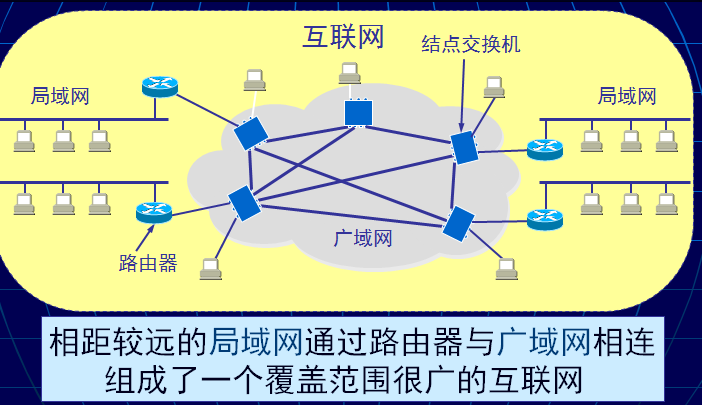 互联网
结点交换机
局域网
局域网
广域网
路由器
相距较远的局域网通过路由器与广域网相连
组成了一个覆盖范围很广的互联网